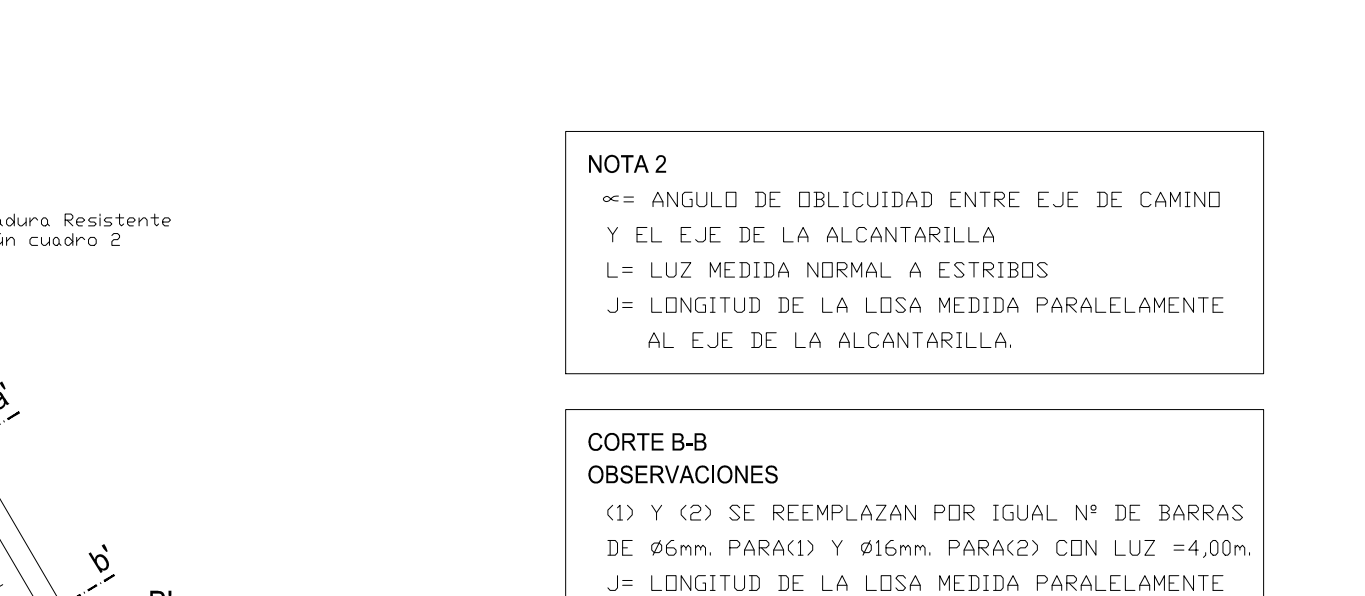 Resistente
cuadro 2
NOTA 2
∝= ANGULO DE OBLICUIDAD ENTRE EJE DE CAMINO
Y EL EJE DE LA ALCANTARILLA
L= LUZ MEDIDA NORMAL A ESTRIBOS
J= LONGITUD DE LA LOSA MEDIDA PARALELAMENTE
AL EJE DE LA ALCANTARILLA.
b'
CORTE B-B
OBSERVACIONES
(1) Y (2) SE REEMPLAZAN POR IGUAL Nº DE BARRAS
DE Ø6mm. PARA(1) Y Ø16mm. PARA(2) CON LUZ =4,00m.
J= LONGITUD DE LA LOSA MEDIDA PARALELAMENTE